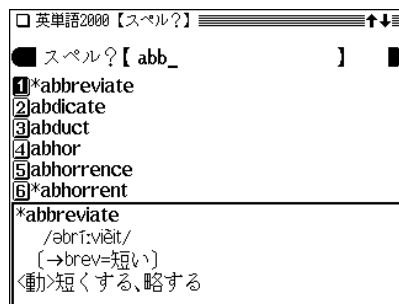 英単語2000【スペル?】
スペル?【 abb_ 】
1*abbreviate
2abdicate
3abduct
4abhor
5abhorrence
6*abhorrent
*abbreviate
/əbríːvièit/
(→brev=短い)
<動>短くする、略する